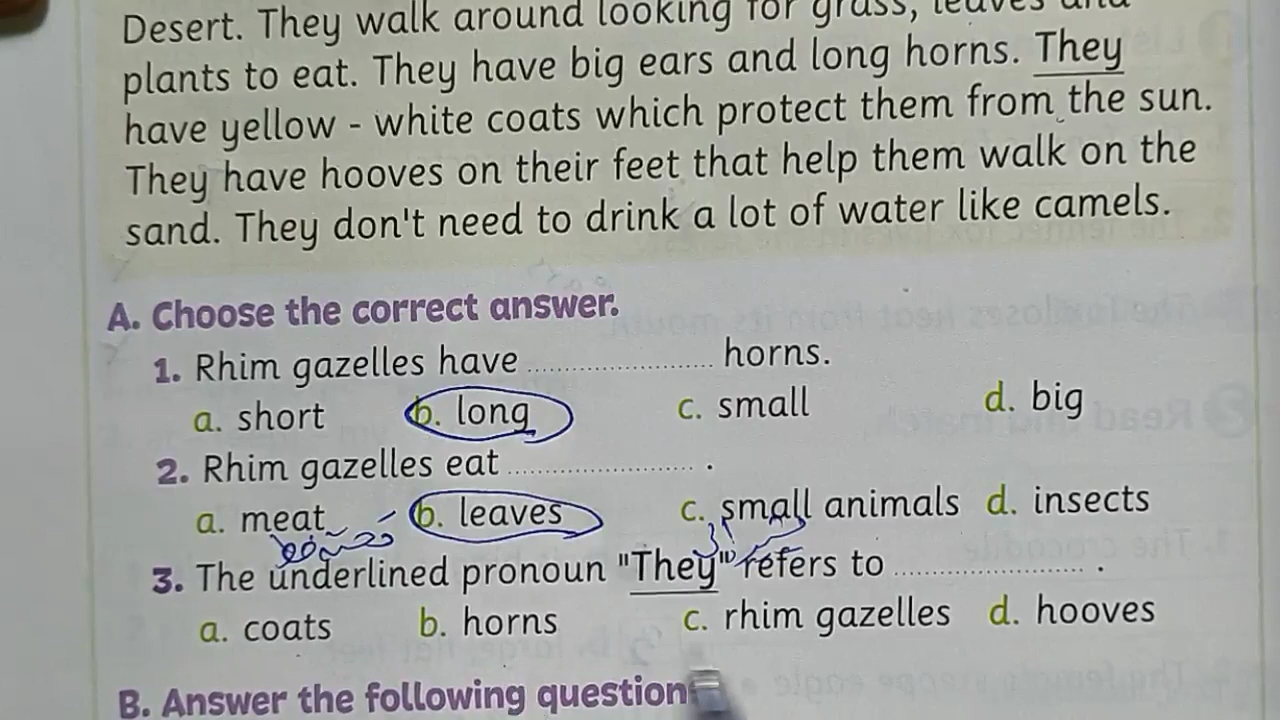 Desert. They walk around looking for grass, leaves and
plants to eat. They have big ears and long horns. They
have yellow - white coats which protect them from the sun.
They have hooves on their feet that help them walk on the
sand. They don't need to drink a lot of water like camels.
A. Choose the correct answer.
1. Rhim gazelles have .................... horns.
a. short b. long c. small d. big
2. Rhim gazelles eat .................... .
a. meat b. leaves c. small animals d. insects
3. The underlined pronoun "They" refers to .................... .
a. coats b. horns c. rhim gazelles d. hooves
B. Answer the following question